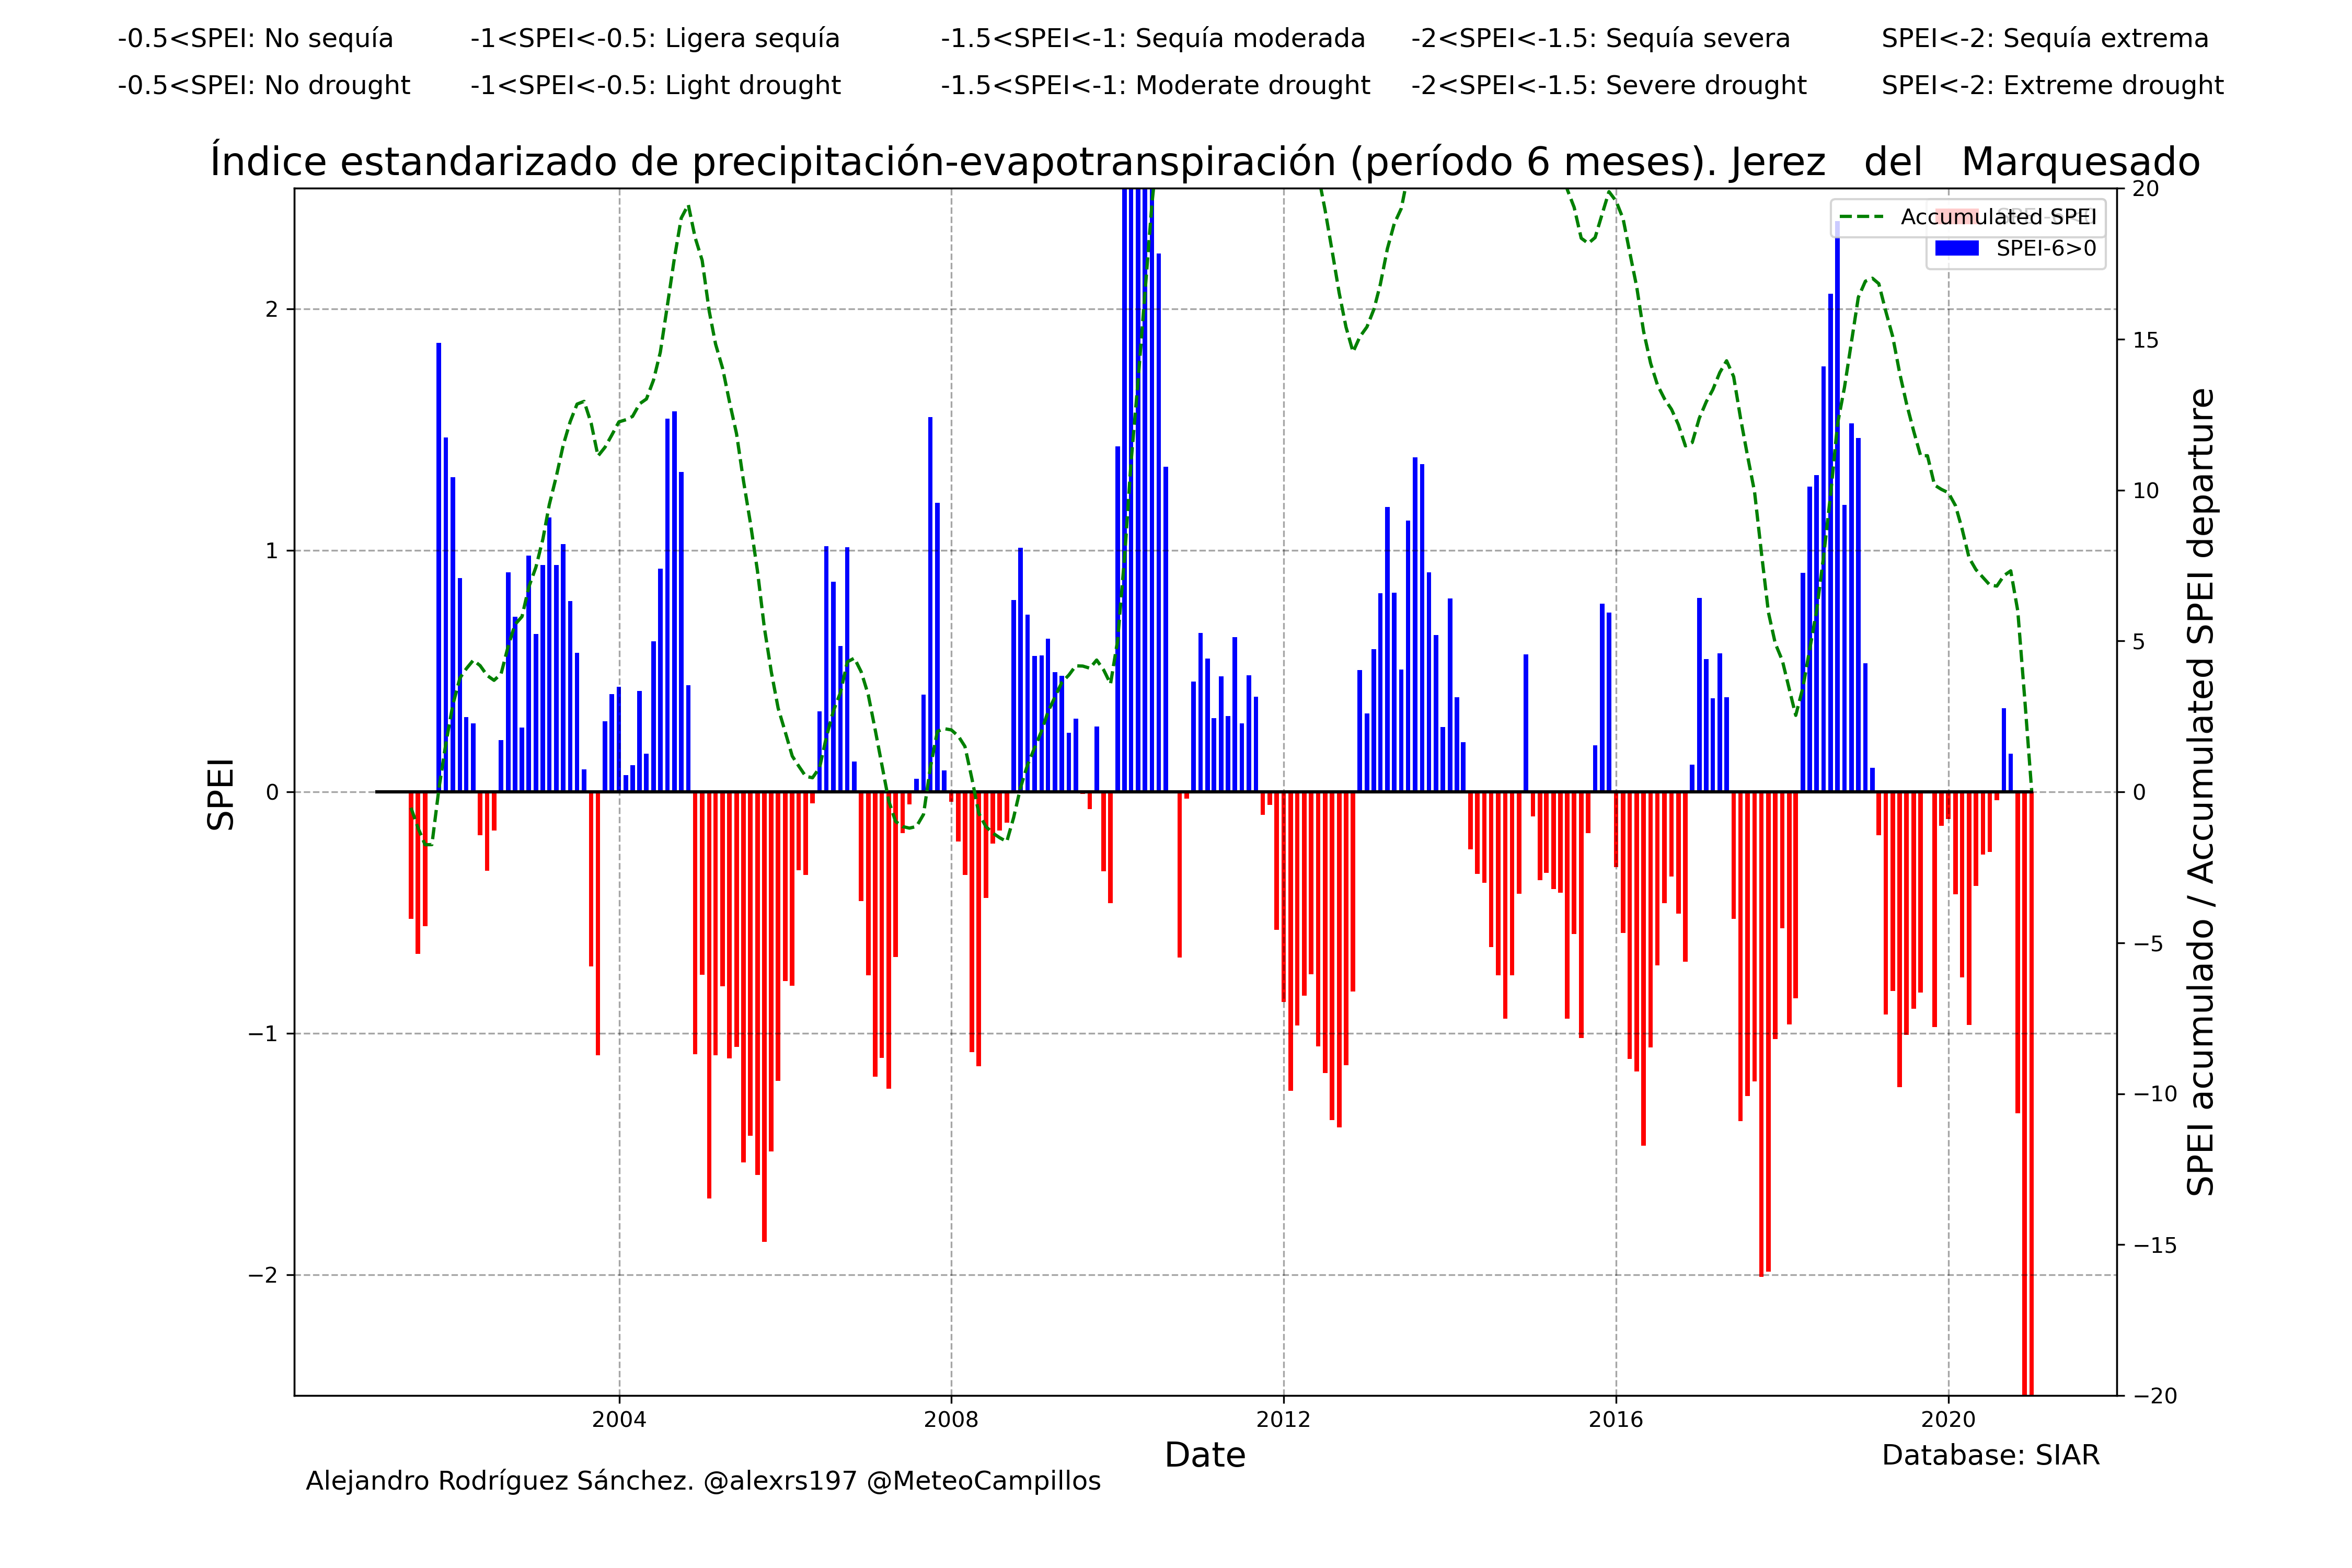 -0.5<SPEI: No sequía -1<SPEI<-0.5: Ligera sequía -1.5<SPEI<-1: Sequía moderada -2<SPEI<-1.5: Sequía severa SPEI<-2: Sequía extrema
-0.5<SPEI: No drought -1<SPEI<-0.5: Light drought -1.5<SPEI<-1: Moderate drought -2<SPEI<-1.5: Severe drought SPEI<-2: Extreme drought
Índice estandarizado de precipitación-evapotranspiración (período 6 meses). Jerez del Marquesado
Accumulated SPEI
SPEI-6>0
SPEI
2
1
0
−1
−2
20
15
10
5
0
−5
−10
−15
−20
SPEI acumulado / Accumulated SPEI departure
2004 2008 2012 2016 2020
Date
Database: SIAR
Alejandro Rodríguez Sánchez. @alexrs197 @MeteoCampillos